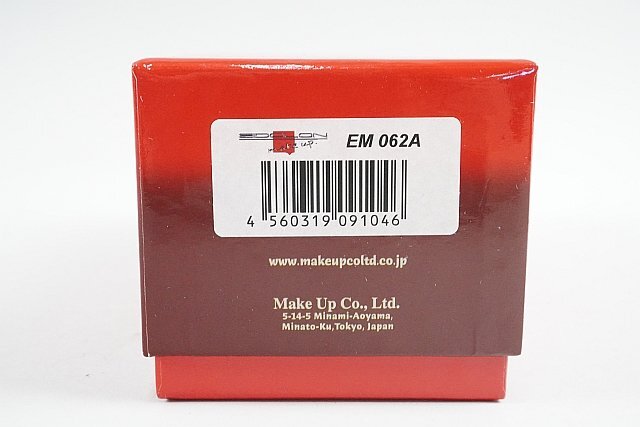 EIDOLON
EM 062A
4 560319 091046
www.makeupcoltd.co.jp
Make Up Co., Ltd.
5-14-5 Minami-Aoyama,
Minato-Ku,Tokyo, Japan